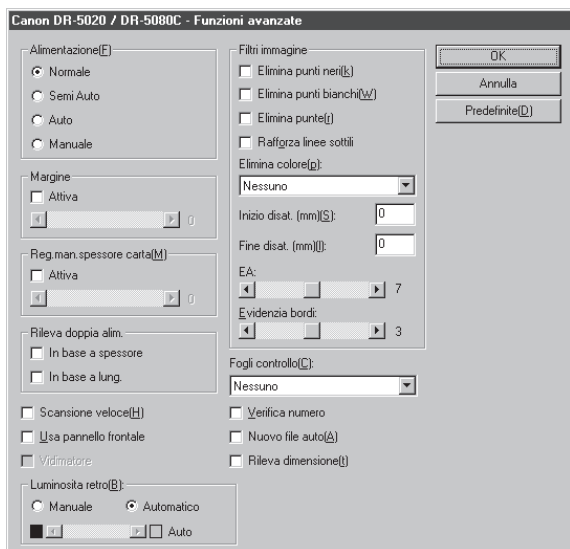 Canon DR-5020 / DR-5080C - Funzioni avanzate
Alimentazione(F)
Normale
Semi Auto
Auto
Manuale
Margine
Attiva
0
Reg.man.spessore carta(M)
Attiva
0
Rileva doppia alim.
In base a spessore
In base a lung.
Scansione veloce(H)
Usa pannello frontale
Vidimatore
Luminosita retro(B):
Manuale
Automatico
Auto
Filtri immagine
Elimina punti neri(k)
Elimina punti bianchi(W)
Elimina punte(r)
Rafforza linee sottili
Elimina colore(p):
Nessuno
Inizio disat. (mm)(S):
0
Fine disat. (mm)(I):
0
EA:
7
Evidenzia bordi:
3
Fogli controllo(C):
Nessuno
Verifica numero
Nuovo file auto(A)
Rileva dimensione(t)
OK
Annulla
Predefinite(D)